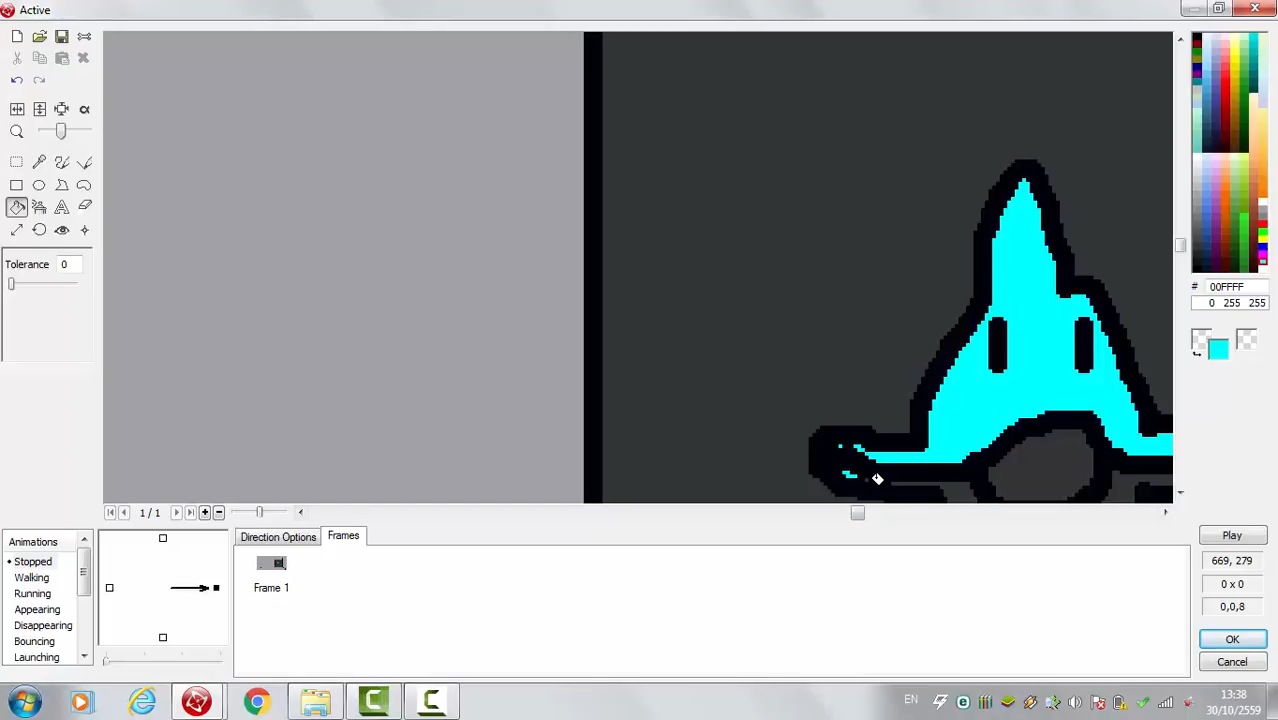 Active
Tolerance
0
# 00FFFF
0 255 255
1 / 1
Animations
Stopped
Walking
Running
Appearing
Disappearing
Bouncing
Launching
Direction Options
Frames
Frame 1
Play
669, 279
0 x 0
0,0,8
OK
Cancel
EN
13:38
30/10/2559